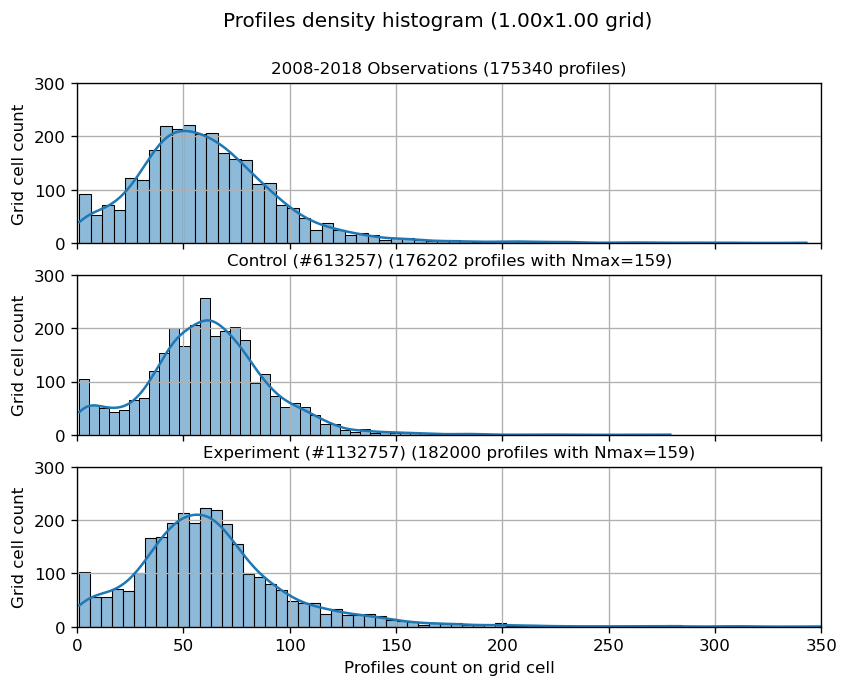 Profiles density histogram (1.00x1.00 grid)
2008-2018 Observations (175340 profiles)
300
200
100
0
Grid cell count
Control (#613257) (176202 profiles with Nmax=159)
300
200
100
0
Grid cell count
Experiment (#1132757) (182000 profiles with Nmax=159)
300
200
100
0
Grid cell count
0 50 100 150 200 250 300 350
Profiles count on grid cell